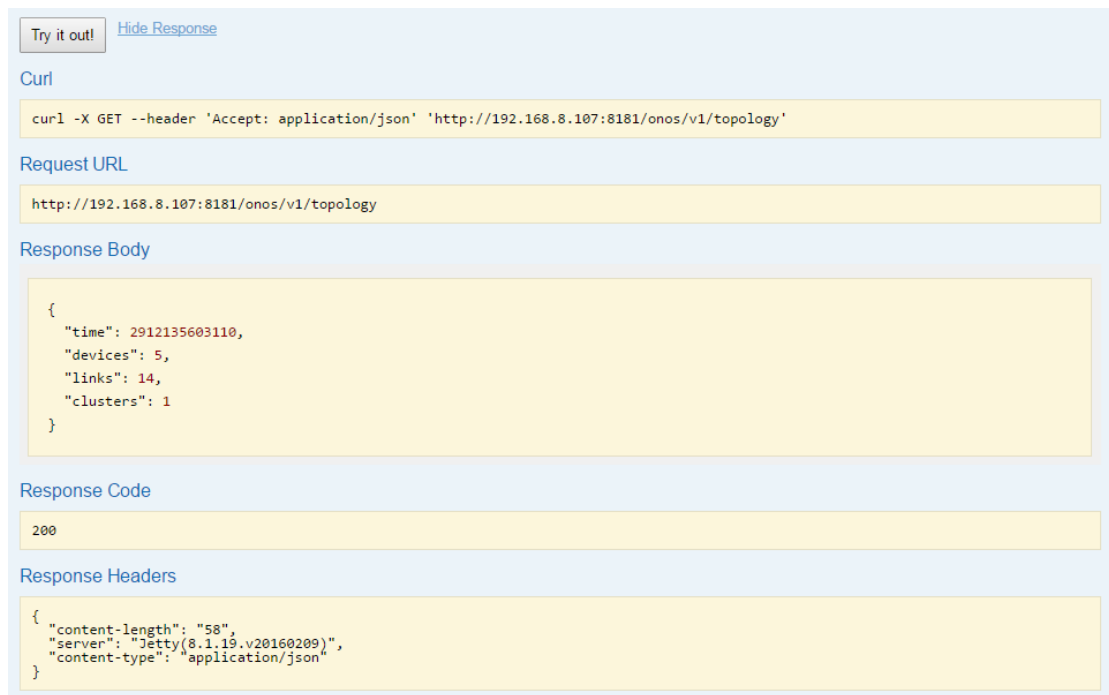 Try it out! Hide Response
Curl
curl -X GET --header 'Accept: application/json' 'http://192.168.8.107:8181/onos/v1/topology'
Request URL
http://192.168.8.107:8181/onos/v1/topology
Response Body
{
"time": 2912135603110,
"devices": 5,
"links": 14,
"clusters": 1
}
Response Code
200
Response Headers
{
"content-length": "58",
"server": "Jetty(8.1.19.v20160209)",
"content-type": "application/json"
}